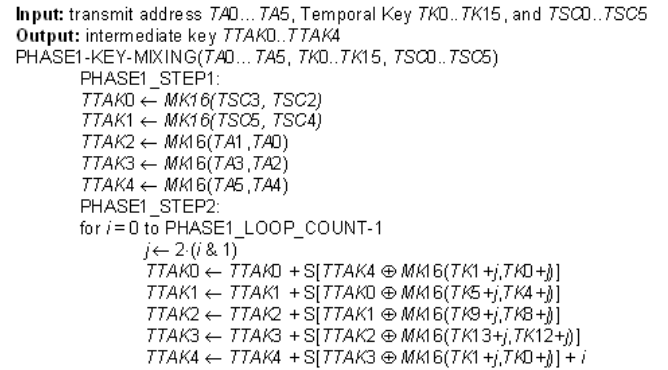 Input: transmit address TA0...TA5, Temporal Key TK0..TK15, and TSC0..TSC5
Output: intermediate key TTAK0..TTAK4
PHASE1-KEY-MIXING(TA0...TA5, TK0..TK15, TSC0..TSC5)
PHASE1_STEP1:
TTAK0 ← MK16(TSC3, TSC2)
TTAK1 ← MK16(TSC5, TSC4)
TTAK2 ← MK16(TA1,TA0)
TTAK3 ← MK16(TA3,TA2)
TTAK4 ← MK16(TA5,TA4)
PHASE1_STEP2:
for i = 0 to PHASE1_LOOP_COUNT-1
j ← 2·(i & 1)
TTAK0 ← TTAK0 + S[TTAK4 ⊕ MK16(TK1+j,TK0+j)]
TTAK1 ← TTAK1 + S[TTAK0 ⊕ MK16(TK5+j,TK4+j)]
TTAK2 ← TTAK2 + S[TTAK1 ⊕ MK16(TK9+j,TK8+j)]
TTAK3 ← TTAK3 + S[TTAK2 ⊕ MK16(TK13+j,TK12+j)]
TTAK4 ← TTAK4 + S[TTAK3 ⊕ MK16(TK1+j,TK0+j)] + i